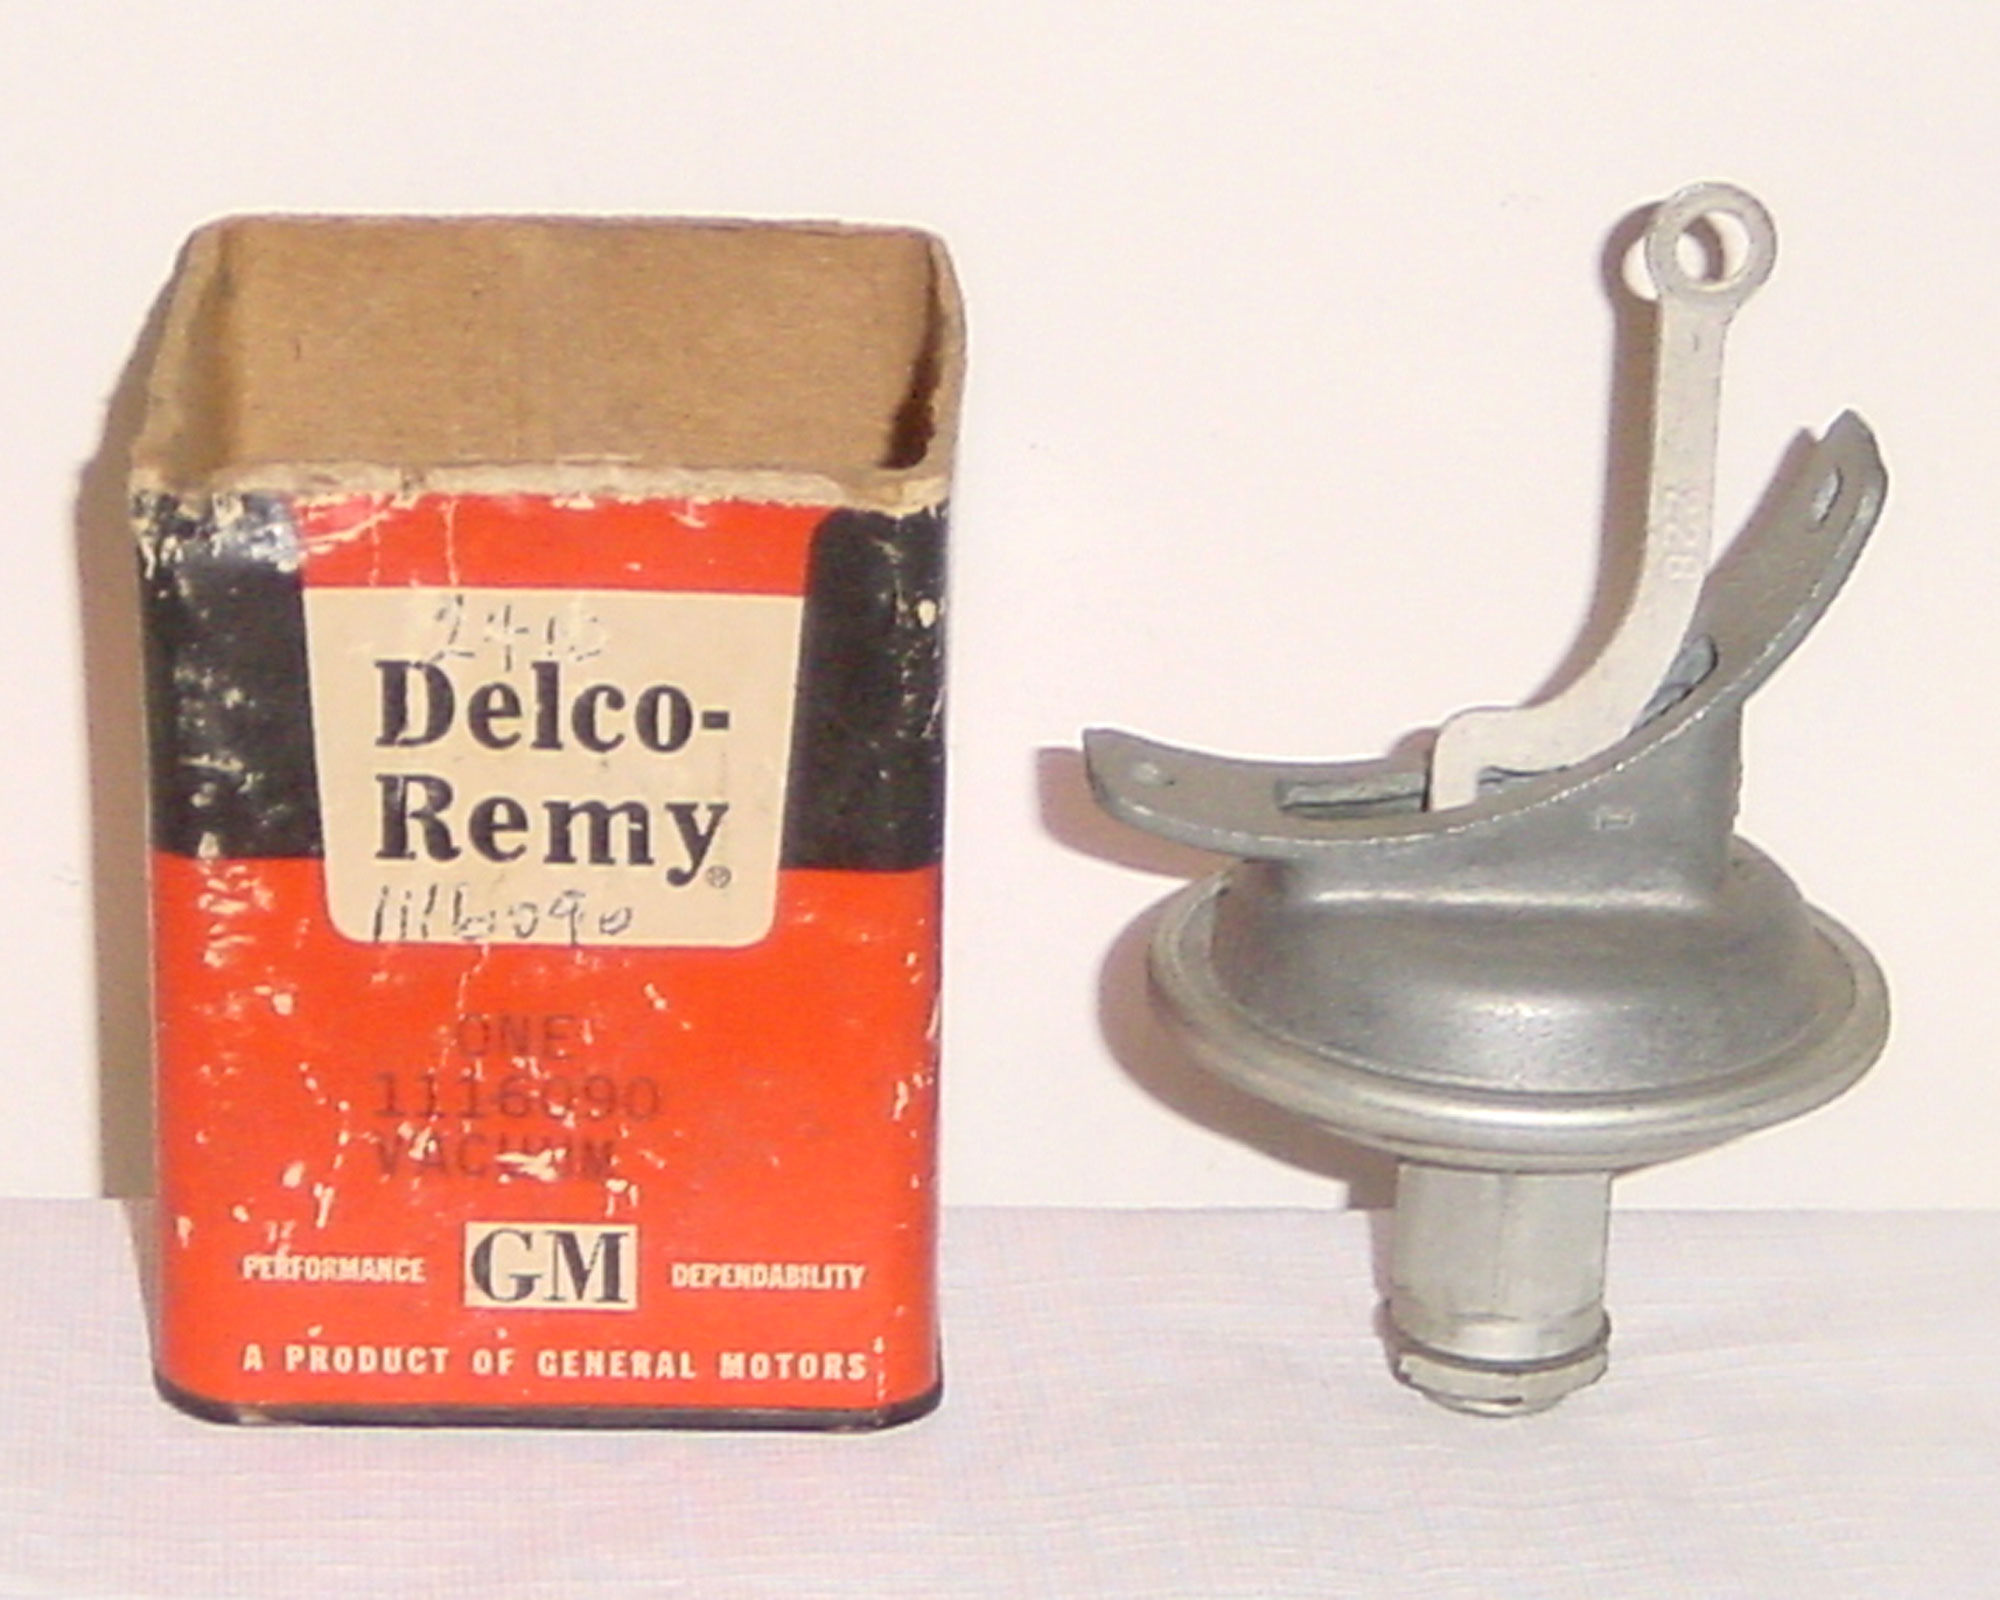 Delco-
Remy®
1116090
ONE
1116090
VACUUM
PERFORMANCE GM DEPENDABILITY
A PRODUCT OF GENERAL MOTORS